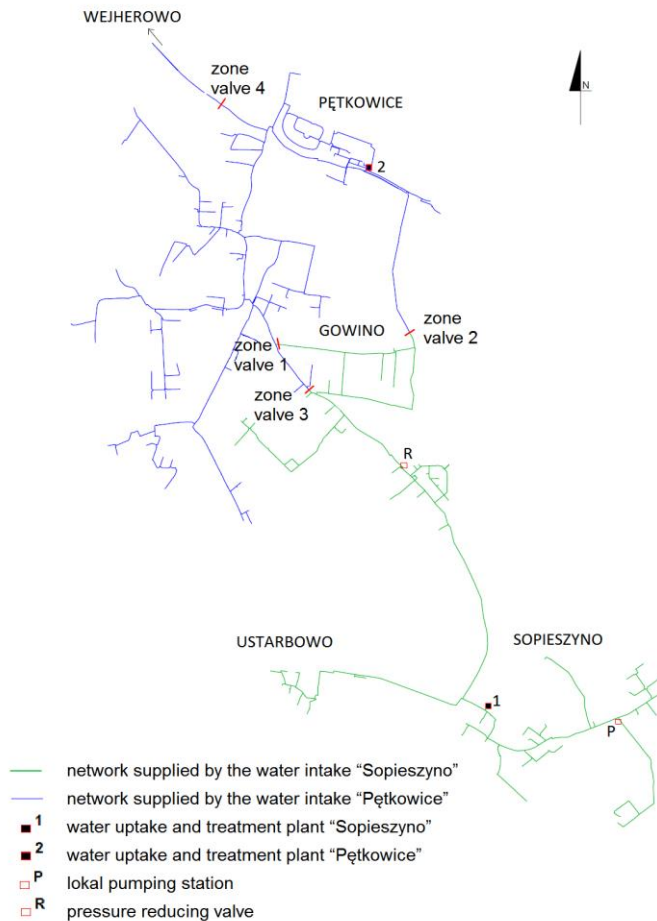 WEJHEROWO
zone
valve 4
PĘTKOWICE
N
2
GOWINO
zone
valve 2
zone
valve 1
zone
valve 3
R
USTARBOWO
SOPIESZYNO
1
P
network supplied by the water intake “Sopieszyno”
network supplied by the water intake “Pętkowice”
1 water uptake and treatment plant “Sopieszyno”
2 water uptake and treatment plant “Pętkowice”
P lokal pumping station
R pressure reducing valve